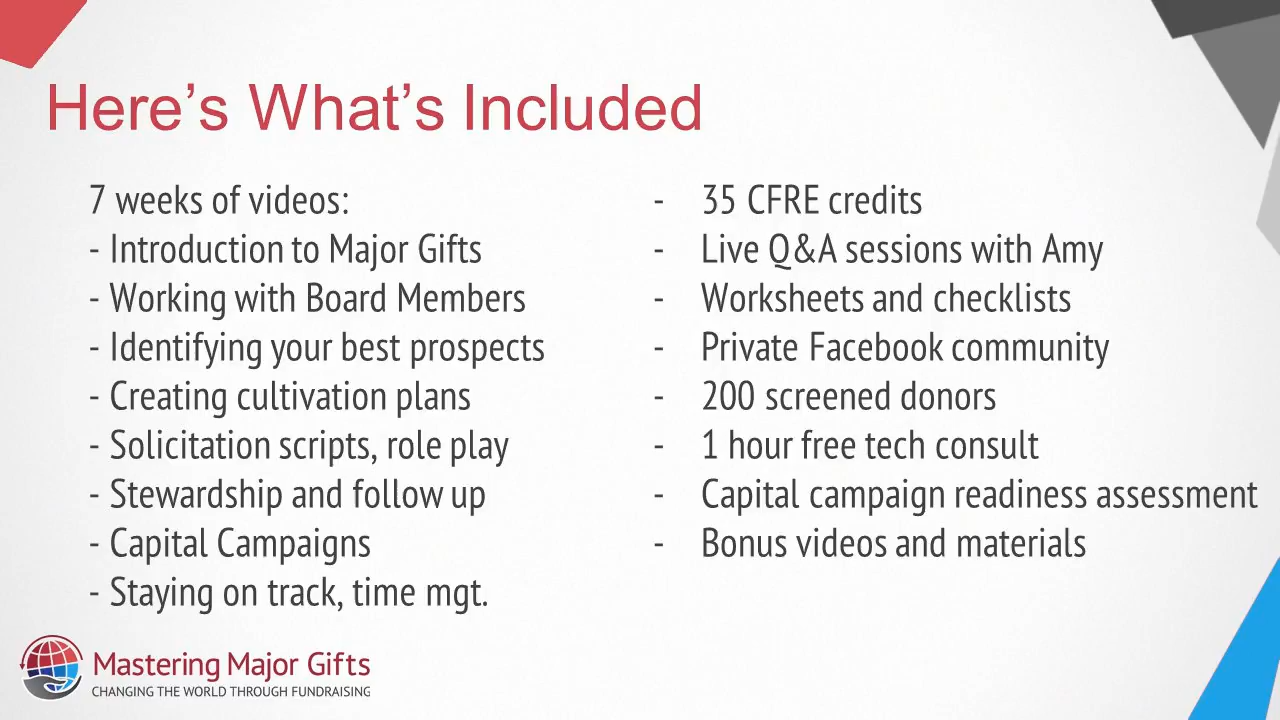 Here’s What’s Included
7 weeks of videos:
- Introduction to Major Gifts
- Working with Board Members
- Identifying your best prospects
- Creating cultivation plans
- Solicitation scripts, role play
- Stewardship and follow up
- Capital Campaigns
- Staying on track, time mgt.
- 35 CFRE credits
- Live Q&A sessions with Amy
- Worksheets and checklists
- Private Facebook community
- 200 screened donors
- 1 hour free tech consult
- Capital campaign readiness assessment
- Bonus videos and materials
Mastering Major Gifts
CHANGING THE WORLD THROUGH FUNDRAISING